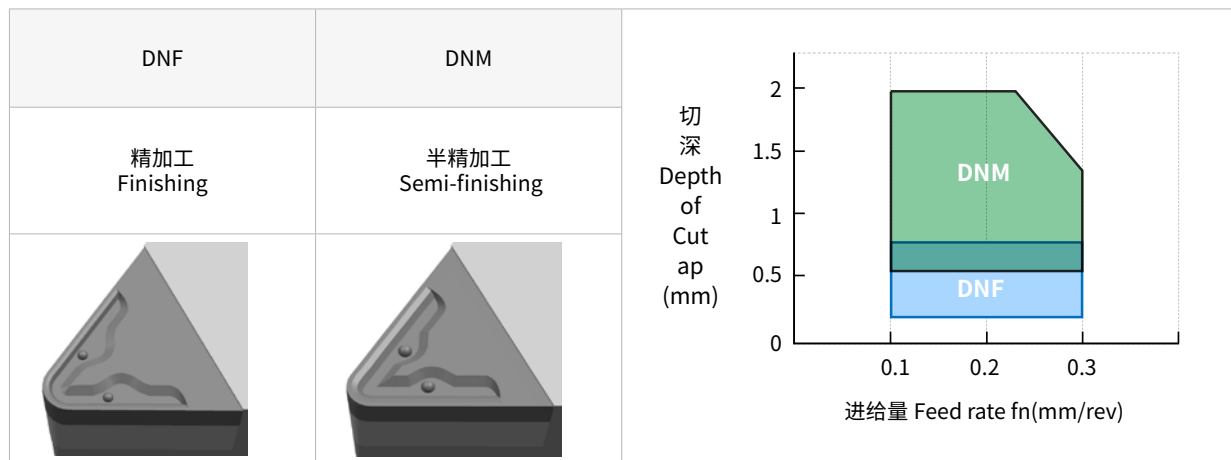 DNF
DNM
精加工
Finishing
半精加工
Semi-finishing
切
深
Depth
of
Cut
ap
(mm)
2
1.5
1
0.5
0
DNM
DNF
0.1
0.2
0.3
进给量 Feed rate fn(mm/rev)